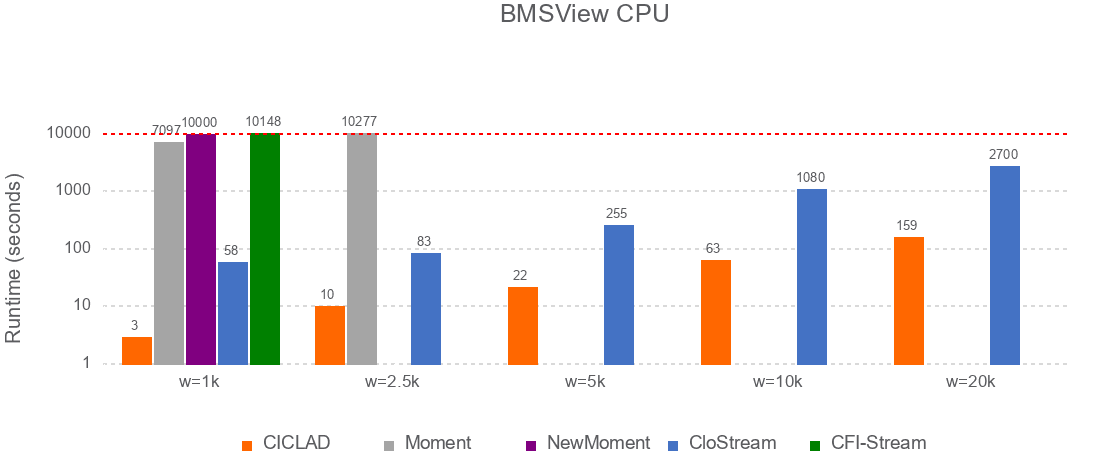 BMSView CPU
Runtime (seconds)
10000
1000
100
10
1
3
7097
10000
58
10148
10
10277
83
22
255
63
1080
159
2700
w=1k
w=2.5k
w=5k
w=10k
w=20k
CICLAD
Moment
NewMoment
CloStream
CFI-Stream